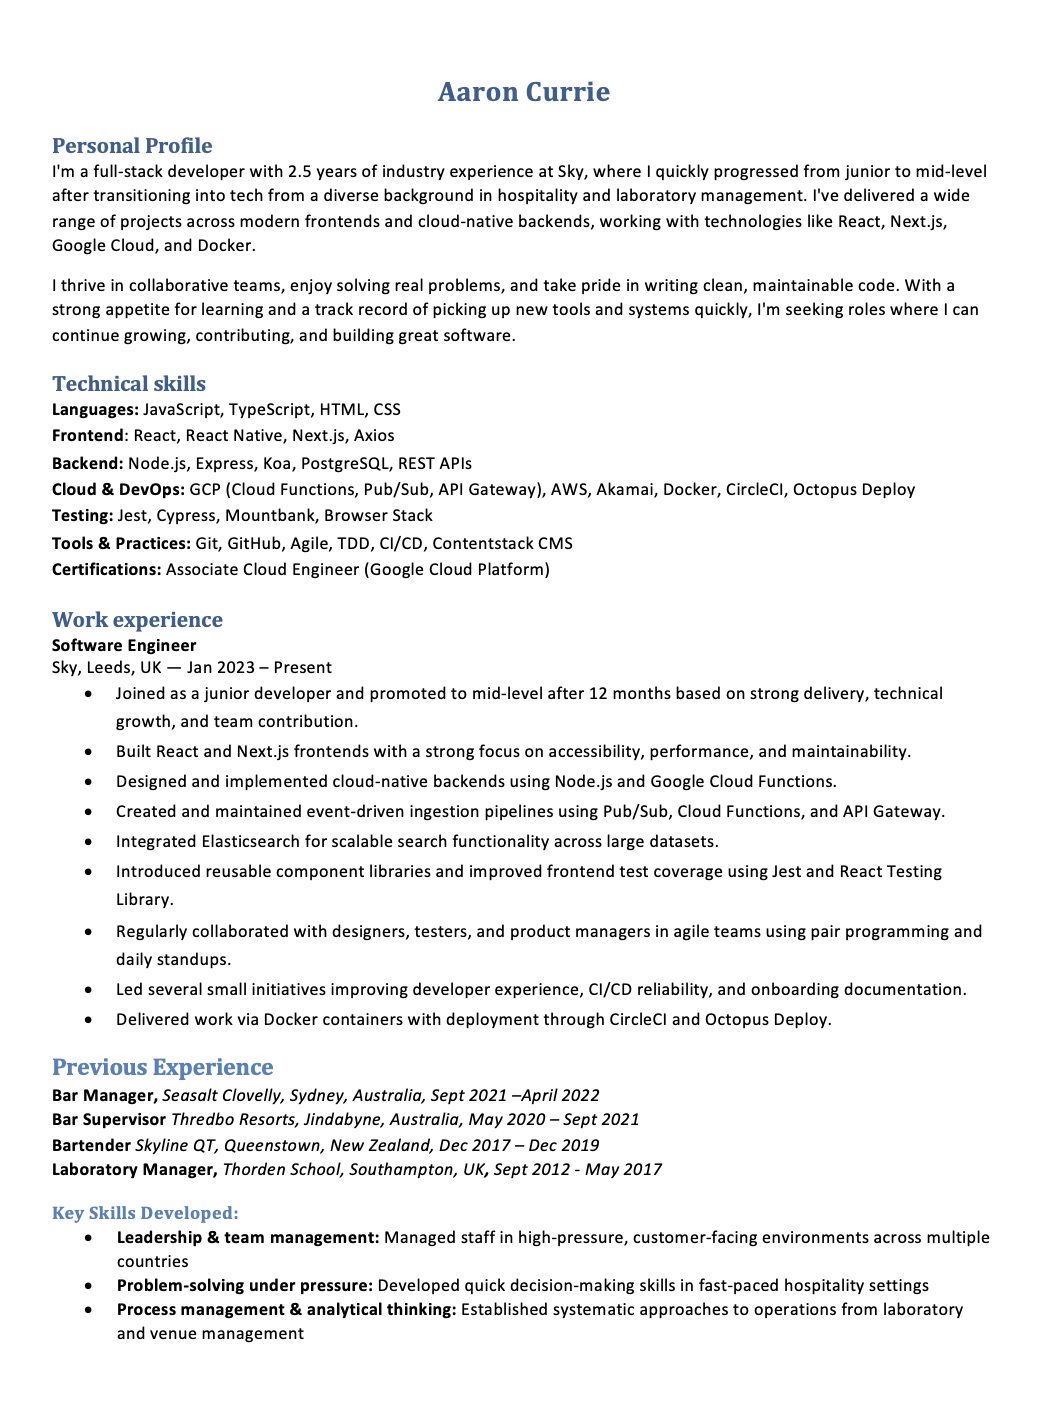 Aaron Currie
Personal Profile
I'm a full-stack developer with 2.5 years of industry experience at Sky, where I quickly progressed from junior to mid-level
after transitioning into tech from a diverse background in hospitality and laboratory management. I've delivered a wide
range of projects across modern frontends and cloud-native backends, working with technologies like React, Next.js,
Google Cloud, and Docker.
I thrive in collaborative teams, enjoy solving real problems, and take pride in writing clean, maintainable code. With a
strong appetite for learning and a track record of picking up new tools and systems quickly, I'm seeking roles where I can
continue growing, contributing, and building great software.
Technical skills
Languages: JavaScript, TypeScript, HTML, CSS
Frontend: React, React Native, Next.js, Axios
Backend: Node.js, Express, Koa, PostgreSQL, REST APIs
Cloud & DevOps: GCP (Cloud Functions, Pub/Sub, API Gateway), AWS, Akamai, Docker, CircleCI, Octopus Deploy
Testing: Jest, Cypress, Mountbank, Browser Stack
Tools & Practices: Git, GitHub, Agile, TDD, CI/CD, Contentstack CMS
Certifications: Associate Cloud Engineer (Google Cloud Platform)
Work experience
Software Engineer
Sky, Leeds, UK — Jan 2023 – Present
• Joined as a junior developer and promoted to mid-level after 12 months based on strong delivery, technical
growth, and team contribution.
• Built React and Next.js frontends with a strong focus on accessibility, performance, and maintainability.
• Designed and implemented cloud-native backends using Node.js and Google Cloud Functions.
• Created and maintained event-driven ingestion pipelines using Pub/Sub, Cloud Functions, and API Gateway.
• Integrated Elasticsearch for scalable search functionality across large datasets.
• Introduced reusable component libraries and improved frontend test coverage using Jest and React Testing
Library.
• Regularly collaborated with designers, testers, and product managers in agile teams using pair programming and
daily standups.
• Led several small initiatives improving developer experience, CI/CD reliability, and onboarding documentation.
• Delivered work via Docker containers with deployment through CircleCI and Octopus Deploy.
Previous Experience
Bar Manager, Seasalt Clovelly, Sydney, Australia, Sept 2021 –April 2022
Bar Supervisor Thredbo Resorts, Jindabyne, Australia, May 2020 – Sept 2021
Bartender Skyline QT, Queenstown, New Zealand, Dec 2017 – Dec 2019
Laboratory Manager, Thorden School, Southampton, UK, Sept 2012 - May 2017
Key Skills Developed:
• Leadership & team management: Managed staff in high-pressure, customer-facing environments across multiple
countries
• Problem-solving under pressure: Developed quick decision-making skills in fast-paced hospitality settings
• Process management & analytical thinking: Established systematic approaches to operations from laboratory
and venue management